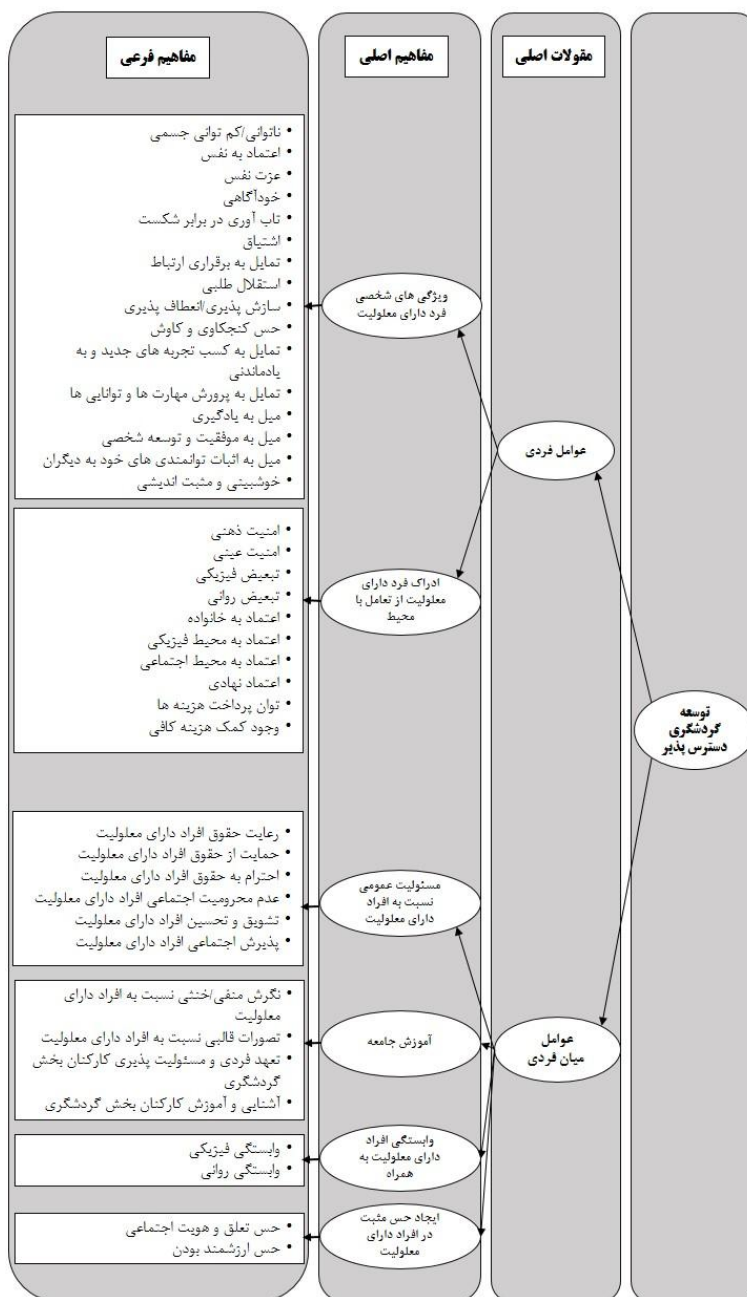 مقولات اصلی
مفاهیم اصلی
مفاهیم فرعی
توسعه
گردشگری
دسترس پذیر
عوامل فردی
ویژگی های شخصی
فرد دارای معلولیت
• ناتوانی/کم توانی جسمی
• اعتماد به نفس
• عزت نفس
• خودآگاهی
• تاب آوری در برابر شکست
• اشتیاق
• تمایل به برقراری ارتباط
• استقلال طلبی
• سازش پذیری/انعطاف پذیری
• حس کنجکاوی و کاوش
• تمایل به کسب تجربه های جدید و به
یادماندنی
• تمایل به پرورش مهارت ها و توانایی ها
• میل به یادگیری
• میل به موفقیت و توسعه شخصی
• میل به اثبات توانمندی های خود به دیگران
• خوشبینی و مثبت اندیشی
ادراک فرد دارای
معلولیت از تعامل با
محیط
• امنیت ذهنی
• امنیت عینی
• تبعیض فیزیکی
• تبعیض روانی
• اعتماد به خانواده
• اعتماد به محیط فیزیکی
• اعتماد به محیط اجتماعی
• اعتماد نهادی
• توان پرداخت هزینه ها
• وجود کمک هزینه کافی
عوامل
میان فردی
مسئولیت عمومی
نسبت به افراد
دارای معلولیت
• رعایت حقوق افراد دارای معلولیت
• حمایت از حقوق افراد دارای معلولیت
• احترام به حقوق افراد دارای معلولیت
• عدم محرومیت اجتماعی افراد دارای معلولیت
• تشویق و تحسین افراد دارای معلولیت
• پذیرش اجتماعی افراد دارای معلولیت
آموزش جامعه
• نگرش منفی/خنثی نسبت به افراد دارای
معلولیت
• تصورات قالبی نسبت به افراد دارای معلولیت
• تعهد فردی و مسئولیت پذیری کارکنان بخش
گردشگری
• آشنایی و آموزش کارکنان بخش گردشگری
وابستگی افراد
دارای معلولیت به
همراه
• وابستگی فیزیکی
• وابستگی روانی
ایجاد حس مثبت
در افراد دارای
معلولیت
• حس تعلق و هویت اجتماعی
• حس ارزشمند بودن